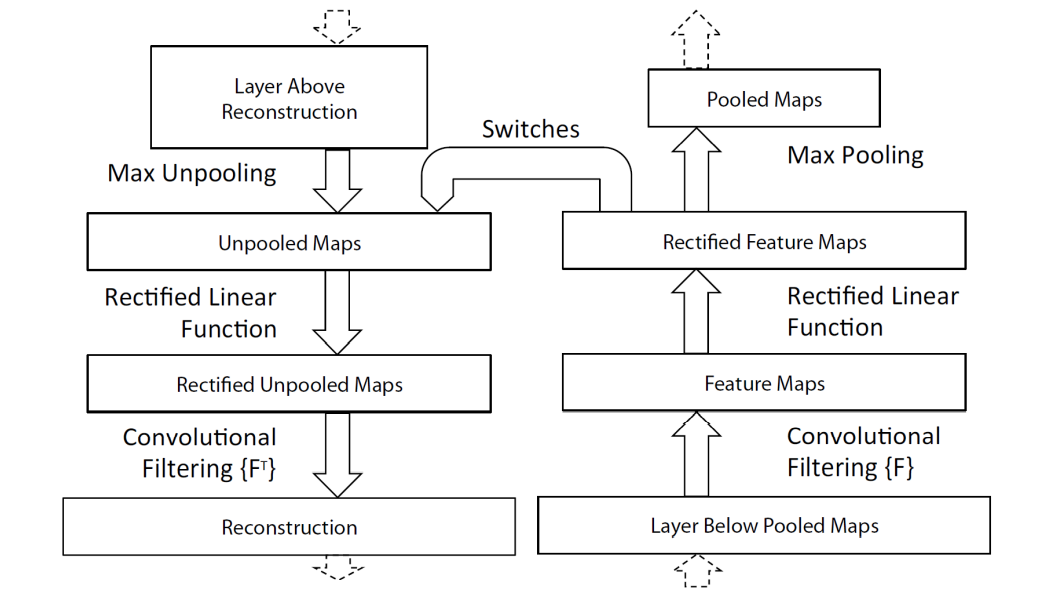 Layer Above
Reconstruction
Max Unpooling
Unpooled Maps
Rectified Linear
Function
Rectified Unpooled Maps
Convolutional
Filtering {Fᵀ}
Reconstruction
Switches
Pooled Maps
Max Pooling
Rectified Feature Maps
Rectified Linear
Function
Feature Maps
Convolutional
Filtering {F}
Layer Below Pooled Maps